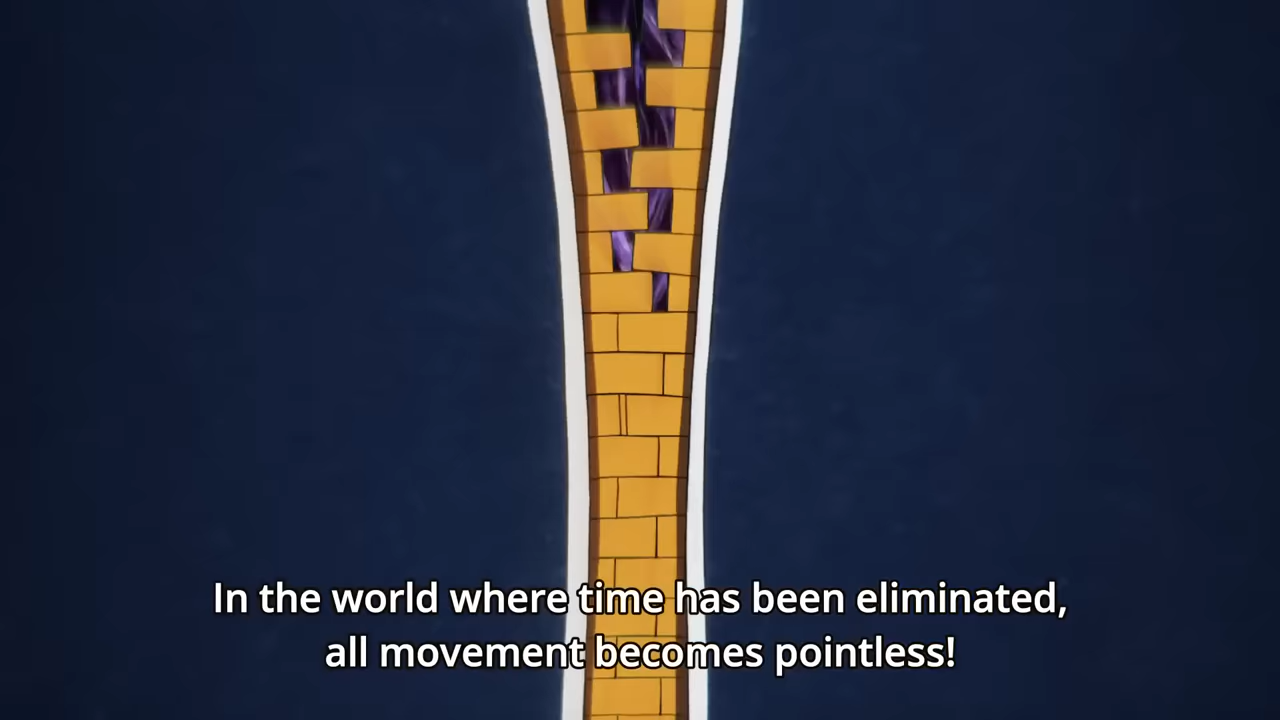 In the world where time has been eliminated,
all movement becomes pointless!